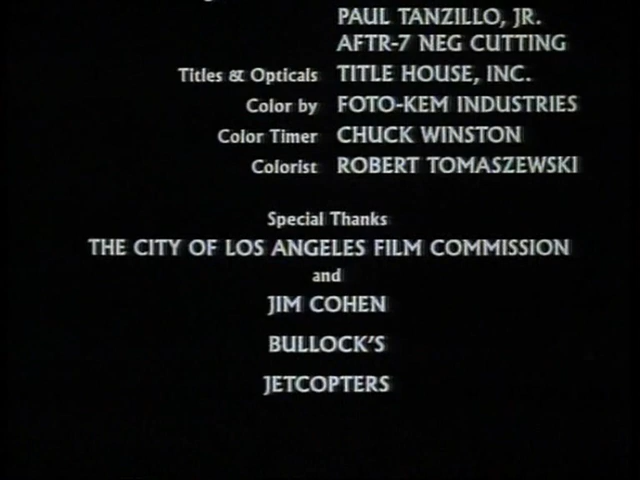 PAUL TANZILLO, JR.
AFTR-7 NEG CUTTING
Titles & Opticals TITLE HOUSE, INC.
Color by FOTO-KEM INDUSTRIES
Color Timer CHUCK WINSTON
Colorist ROBERT TOMASZEWSKI
Special Thanks
THE CITY OF LOS ANGELES FILM COMMISSION
and
JIM COHEN
BULLOCK'S
JETCOPTERS